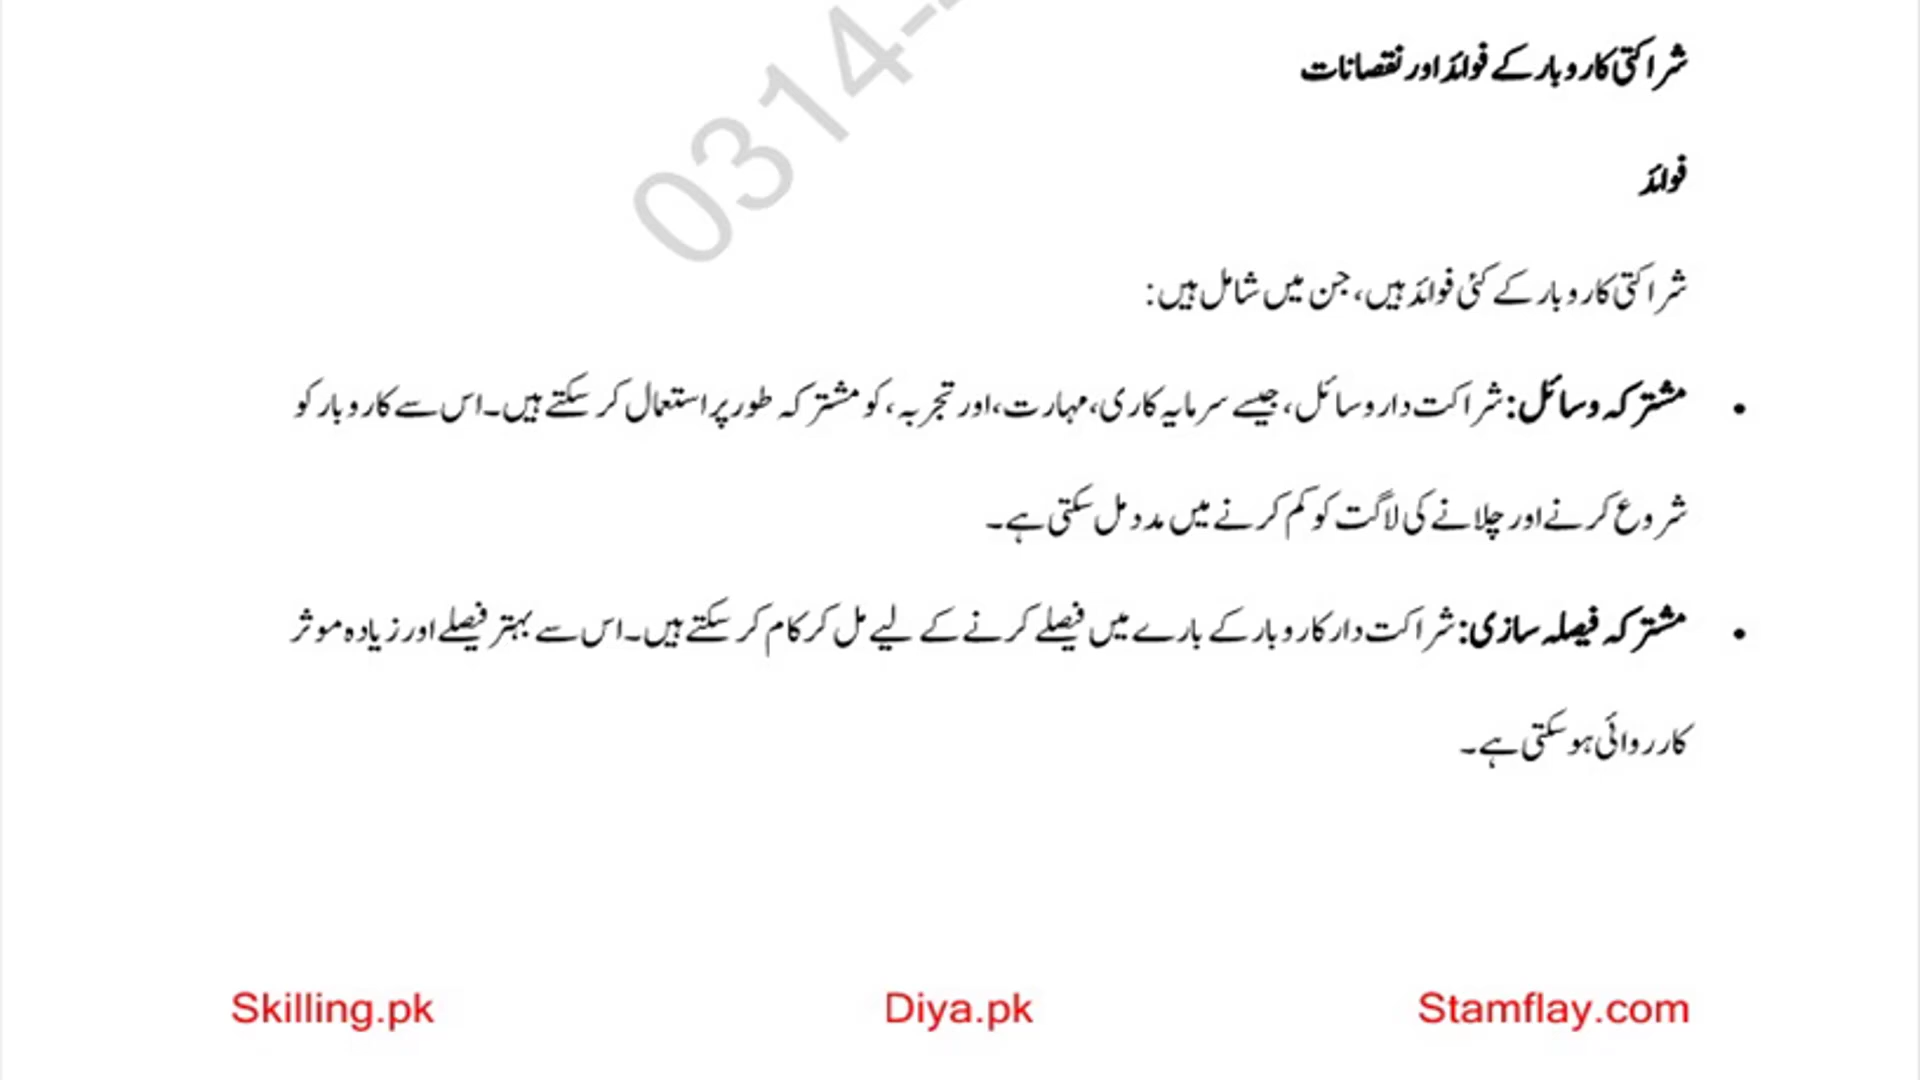 0314-
شراکتی کاروبار کے فوائد اور نقصانات
فوائد
شراکتی کاروبار کے کئی فوائد ہیں، جن میں شامل ہیں:
• مشترکہ وسائل: شراکت دار وسائل، جیسے سرمایہ کاری، مہارت، اور تجربہ، کو مشترکہ طور پر استعمال کر سکتے ہیں۔ اس سے کاروبار کو
شروع کرنے اور چلانے کی لاگت کو کم کرنے میں مدد مل سکتی ہے۔
• مشترکہ فیصلہ سازی: شراکت دار کاروبار کے بارے میں فیصلے کرنے کے لیے مل کر کام کر سکتے ہیں۔ اس سے بہتر فیصلے اور زیادہ موثر
کارروائی ہو سکتی ہے۔
Skilling.pk Diya.pk Stamflay.com